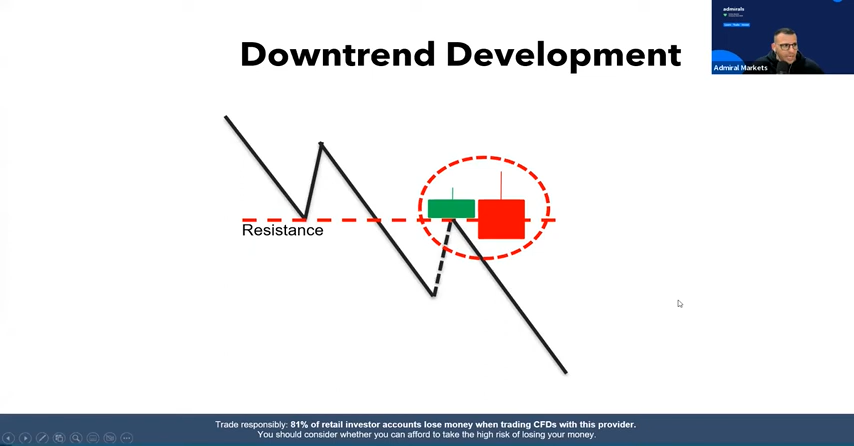 Downtrend Development
admirals
Admiral Markets
Resistance
Trade responsibly: 81% of retail investor accounts lose money when trading CFDs with this provider.
You should consider whether you can afford to take the high risk of losing your money.